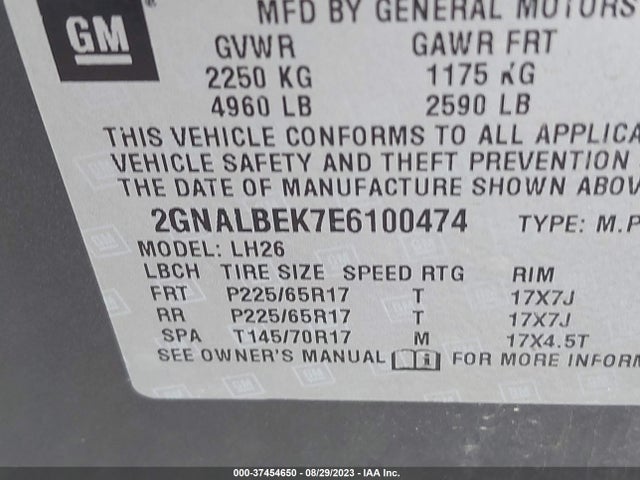 GM ®
MFD BY GENERAL MOTORS
GVWR GAWR FRT
2250 KG 1175 KG
4960 LB 2590 LB
THIS VEHICLE CONFORMS TO ALL APPLICA
VEHICLE SAFETY AND THEFT PREVENTION
THE DATE OF MANUFACTURE SHOWN ABOV
2GNALBEK7E6100474 TYPE: M.P
MODEL: LH26
LBCH TIRE SIZE SPEED RTG RIM
FRT P225/65R17 T 17X7J
RR P225/65R17 T 17X7J
SPA T145/70R17 M 17X4.5T
SEE OWNER'S MANUAL i FOR MORE INFORM
000-37454650 - 08/29/2023 - IAA Inc.